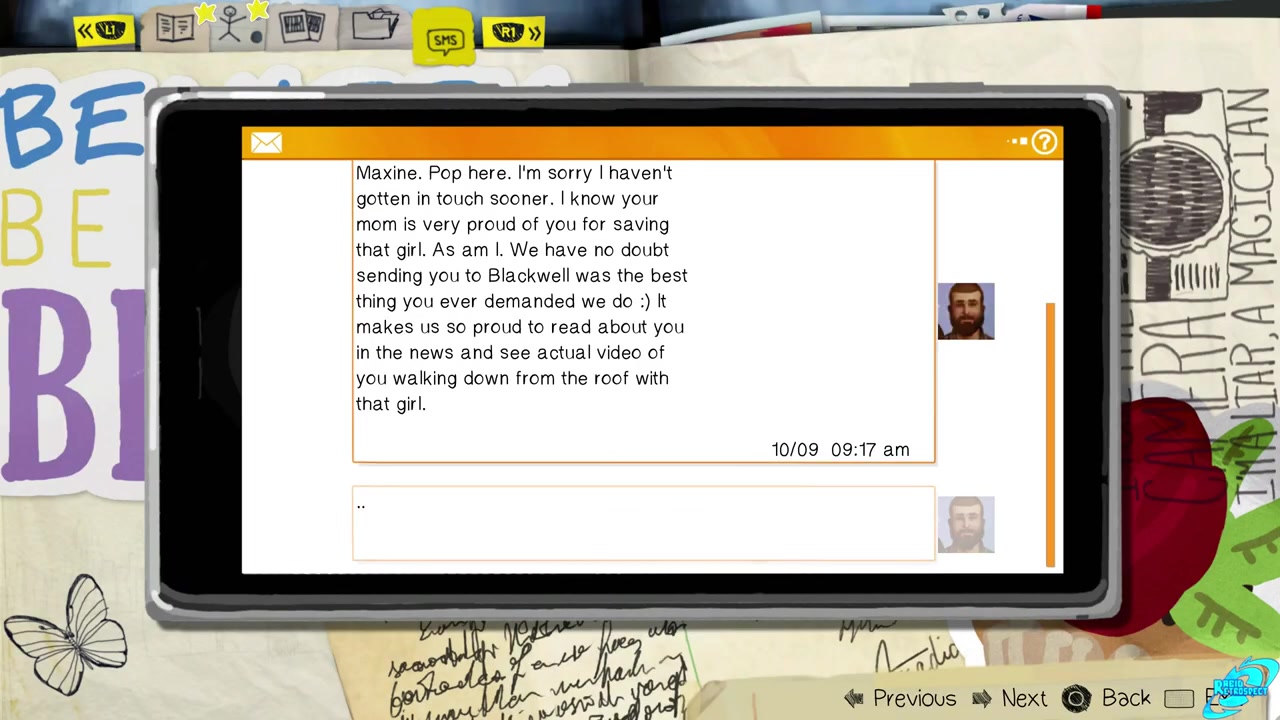 L1
SMS
R1
BE
BE
Maxine. Pop here. I'm sorry I haven't
gotten in touch sooner. I know your
mom is very proud of you for saving
that girl. As am I. We have no doubt
sending you to Blackwell was the best
thing you ever demanded we do :) It
makes us so proud to read about you
in the news and see actual video of
you walking down from the roof with
that girl.
10/09 09:17 am
..
?
I'M A LIAR, A MAGICIAN
Previous Next Back
RETROSPECT